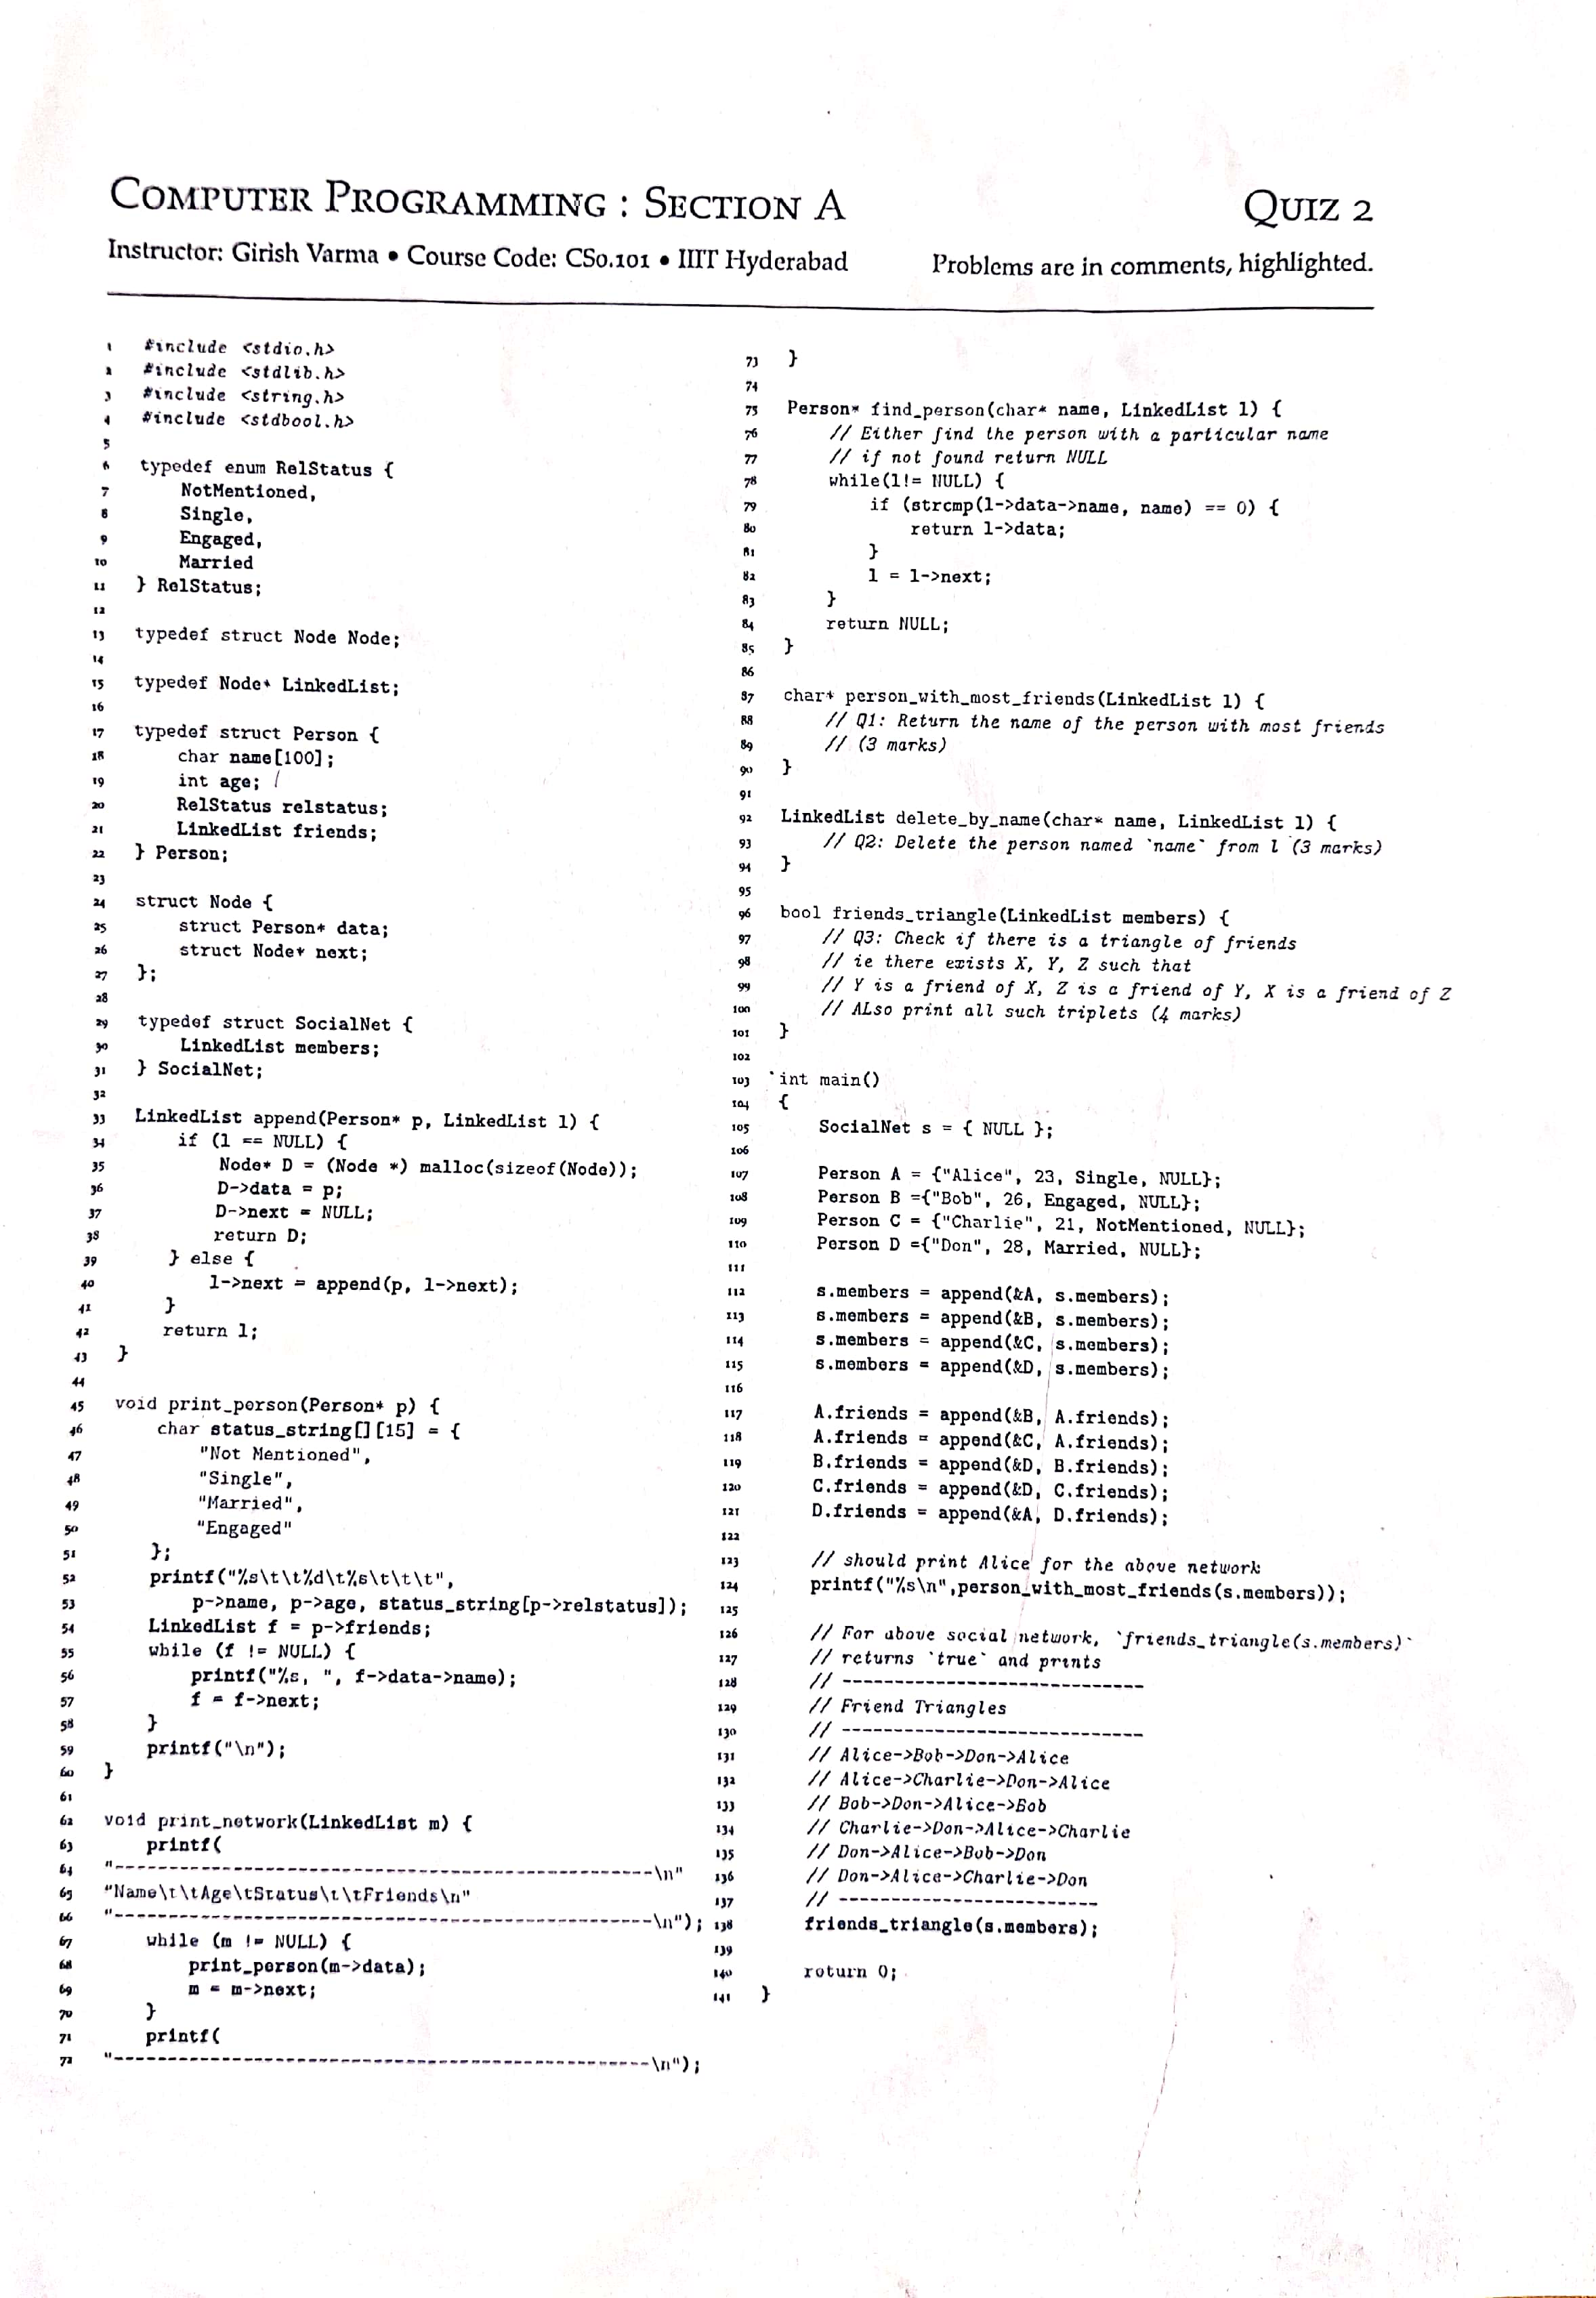 COMPUTER PROGRAMMING : SECTION A
QUIZ 2
Instructor: Girish Varma • Course Code: CS0.101 • IIIT Hyderabad
Problems are in comments, highlighted.
1 #include <stdio.h>
2 #include <stdlib.h>
3 #include <string.h>
4 #include <stdbool.h>
5
6 typedef enum RelStatus {
7 NotMentioned,
8 Single,
9 Engaged,
10 Married
11 } RelStatus;
12
13 typedef struct Node Node;
14
15 typedef Node* LinkedList;
16
17 typedef struct Person {
18 char name[100];
19 int age;
20 RelStatus relstatus;
21 LinkedList friends;
22 } Person;
23
24 struct Node {
25 struct Person* data;
26 struct Node* next;
27 };
28
29 typedef struct SocialNet {
30 LinkedList members;
31 } SocialNet;
32
33 LinkedList append(Person* p, LinkedList l) {
34 if (l == NULL) {
35 Node* D = (Node *) malloc(sizeof(Node));
36 D->data = p;
37 D->next = NULL;
38 return D;
39 } else {
40 l->next = append(p, l->next);
41 }
42 return l;
43 }
44
45 void print_person(Person* p) {
46 char status_string[][15] = {
47 "Not Mentioned",
48 "Single",
49 "Married",
50 "Engaged"
51 };
52 printf("%s\t\t%d\t%s\t\t\t",
53 p->name, p->age, status_string[p->relstatus]);
54 LinkedList f = p->friends;
55 while (f != NULL) {
56 printf("%s, ", f->data->name);
57 f = f->next;
58 }
59 printf("\n");
60 }
61
62 void print_network(LinkedList m) {
63 printf(
64 "--------------------------------------------------\n"
65 "Name\t\tAge\tStatus\t\tFriends\n"
66 "--------------------------------------------------\n");
67 while (m != NULL) {
68 print_person(m->data);
69 m = m->next;
70 }
71 printf(
72 "--------------------------------------------------\n");
73 }
74
75 Person* find_person(char* name, LinkedList l) {
76 // Either find the person with a particular name
77 // if not found return NULL
78 while(l!= NULL) {
79 if (strcmp(l->data->name, name) == 0) {
80 return l->data;
81 }
82 l = l->next;
83 }
84 return NULL;
85 }
86
87 char* person_with_most_friends(LinkedList l) {
88 // Q1: Return the name of the person with most friends
89 // (3 marks)
90 }
91
92 LinkedList delete_by_name(char* name, LinkedList l) {
93 // Q2: Delete the person named `name` from l (3 marks)
94 }
95
96 bool friends_triangle(LinkedList members) {
97 // Q3: Check if there is a triangle of friends
98 // ie there exists X, Y, Z such that
99 // Y is a friend of X, Z is a friend of Y, X is a friend of Z
100 // ALso print all such triplets (4 marks)
101 }
102
103 int main()
104 {
105 SocialNet s = { NULL };
106
107 Person A = {"Alice", 23, Single, NULL};
108 Person B ={"Bob", 26, Engaged, NULL};
109 Person C = {"Charlie", 21, NotMentioned, NULL};
110 Person D ={"Don", 28, Married, NULL};
111
112 s.members = append(&A, s.members);
113 s.members = append(&B, s.members);
114 s.members = append(&C, s.members);
115 s.members = append(&D, s.members);
116
117 A.friends = append(&B, A.friends);
118 A.friends = append(&C, A.friends);
119 B.friends = append(&D, B.friends);
120 C.friends = append(&D, C.friends);
121 D.friends = append(&A, D.friends);
122
123 // should print Alice for the above network
124 printf("%s\n",person_with_most_friends(s.members));
125
126 // For above social network, `friends_triangle(s.members)`
127 // returns `true` and prints
128 // ----------------------------
129 // Friend Triangles
130 // ----------------------------
131 // Alice->Bob->Don->Alice
132 // Alice->Charlie->Don->Alice
133 // Bob->Don->Alice->Bob
134 // Charlie->Don->Alice->Charlie
135 // Don->Alice->Bob->Don
136 // Don->Alice->Charlie->Don
137 // ------------------------
138 friends_triangle(s.members);
139
140 return 0;
141 }